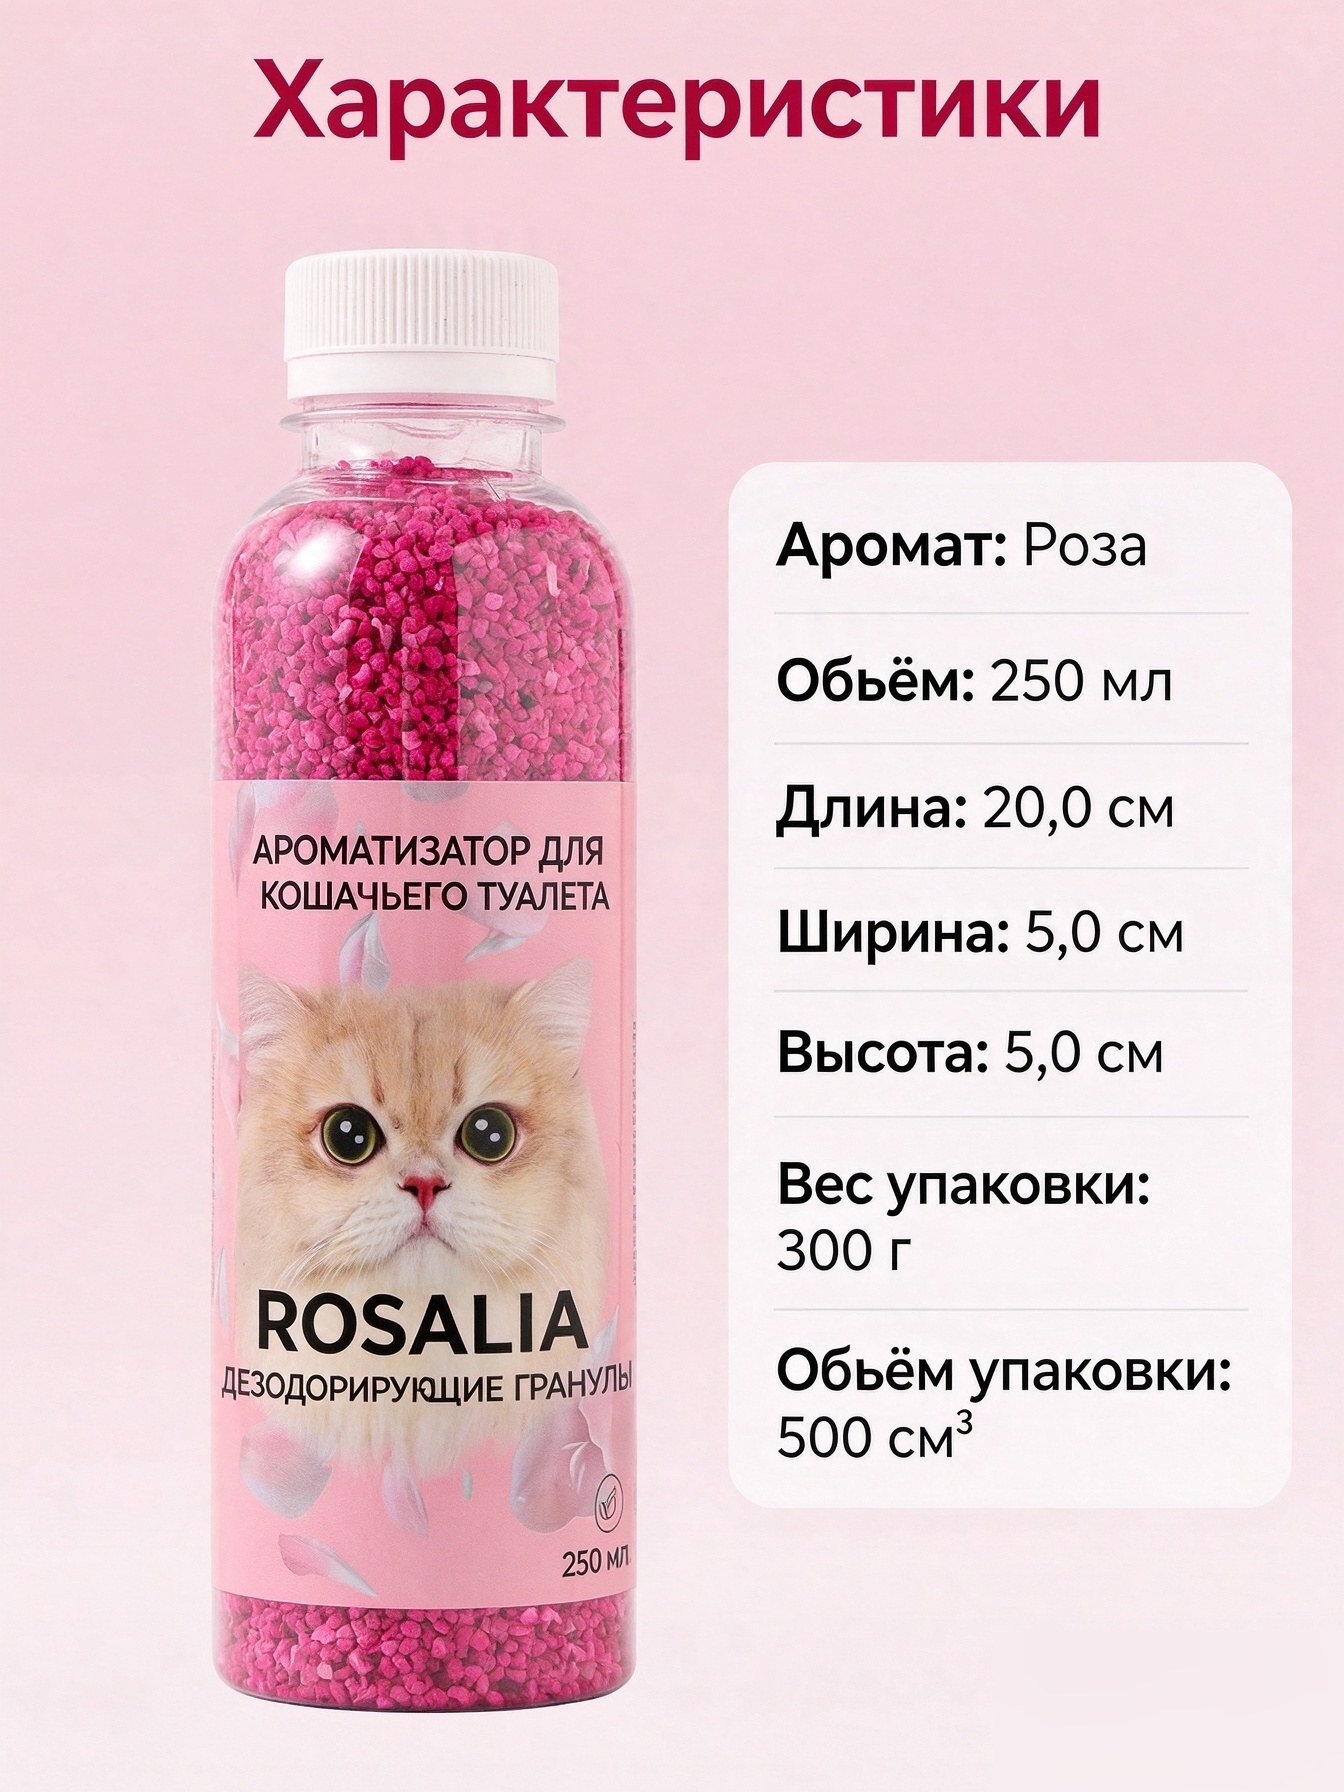 Характеристики
АРОМАТИЗАТОР ДЛЯ
КОШАЧЬЕГО ТУАЛЕТА
ROSALIA
ДЕЗОДОРИРУЮЩИЕ ГРАНУЛЫ
250 МЛ.
Аромат: Роза
Обьём: 250 мл
Длина: 20,0 см
Ширина: 5,0 см
Высота: 5,0 см
Вес упаковки:
300 г
Обьём упаковки:
500 см³